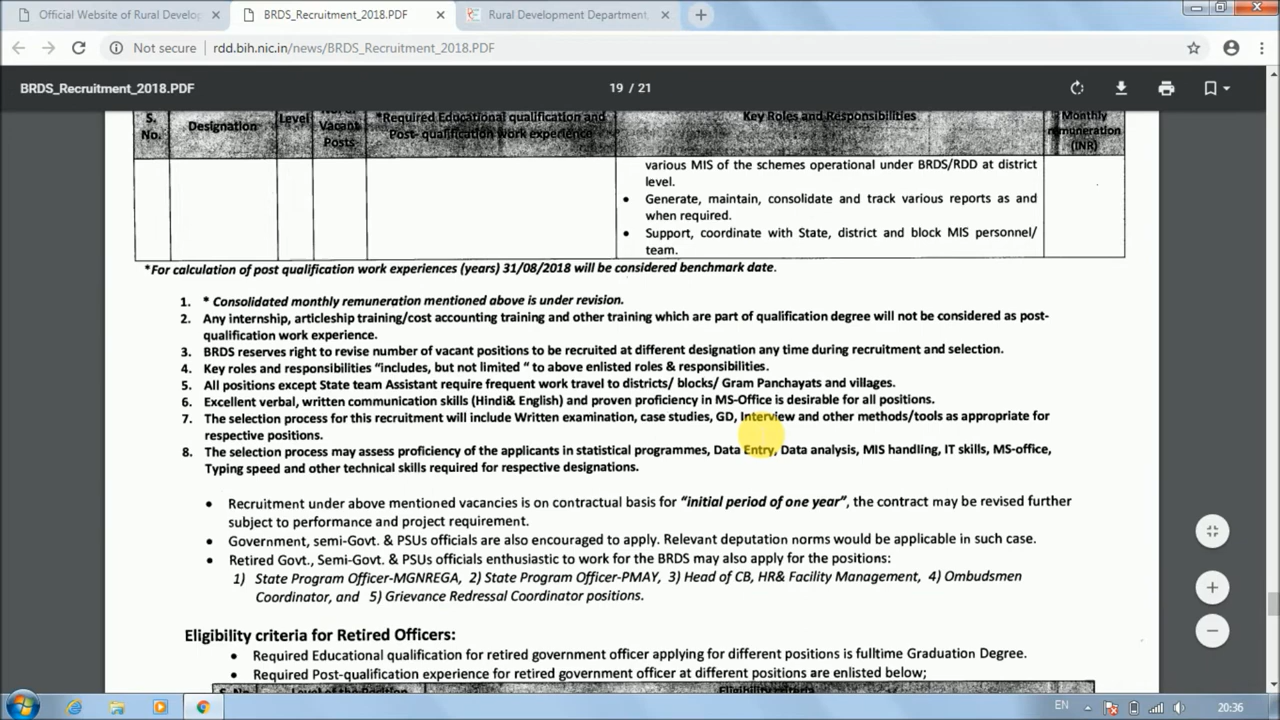 Official Website of Rural Develop
BRDS_Recruitment_2018.PDF
Rural Development Department,
Not secure
rdd.bih.nic.in/news/BRDS_Recruitment_2018.PDF
BRDS_Recruitment_2018.PDF
19 / 21
S. No.
Designation
Level
Vacant Posts
*Required Educational qualification and Post- qualification work experience
Key Roles and Responsibilities
Monthly remuneration (INR)
various MIS of the schemes operational under BRDS/RDD at district
level.
• Generate, maintain, consolidate and track various reports as and
when required.
• Support, coordinate with State, district and block MIS personnel/
team.
*For calculation of post qualification work experiences (years) 31/08/2018 will be considered benchmark date.
1. * Consolidated monthly remuneration mentioned above is under revision.
2. Any internship, articleship training/cost accounting training and other training which are part of qualification degree will not be considered as post-
qualification work experience.
3. BRDS reserves right to revise number of vacant positions to be recruited at different designation any time during recruitment and selection.
4. Key roles and responsibilities "includes, but not limited " to above enlisted roles & responsibilities.
5. All positions except State team Assistant require frequent work travel to districts/ blocks/ Gram Panchayats and villages.
6. Excellent verbal, written communication skills (Hindi& English) and proven proficiency in MS-Office is desirable for all positions.
7. The selection process for this recruitment will include Written examination, case studies, GD, Interview and other methods/tools as appropriate for
respective positions.
8. The selection process may assess proficiency of the applicants in statistical programmes, Data Entry, Data analysis, MIS handling, IT skills, MS-office,
Typing speed and other technical skills required for respective designations.
• Recruitment under above mentioned vacancies is on contractual basis for "initial period of one year", the contract may be revised further
subject to performance and project requirement.
• Government, semi-Govt. & PSUs officials are also encouraged to apply. Relevant deputation norms would be applicable in such case.
• Retired Govt., Semi-Govt. & PSUs officials enthusiastic to work for the BRDS may also apply for the positions:
1) State Program Officer-MGNREGA, 2) State Program Officer-PMAY, 3) Head of CB, HR& Facility Management, 4) Ombudsmen
Coordinator, and 5) Grievance Redressal Coordinator positions.
Eligibility criteria for Retired Officers:
• Required Educational qualification for retired government officer applying for different positions is fulltime Graduation Degree.
• Required Post-qualification experience for retired government officer at different positions are enlisted below;
EN
20:36